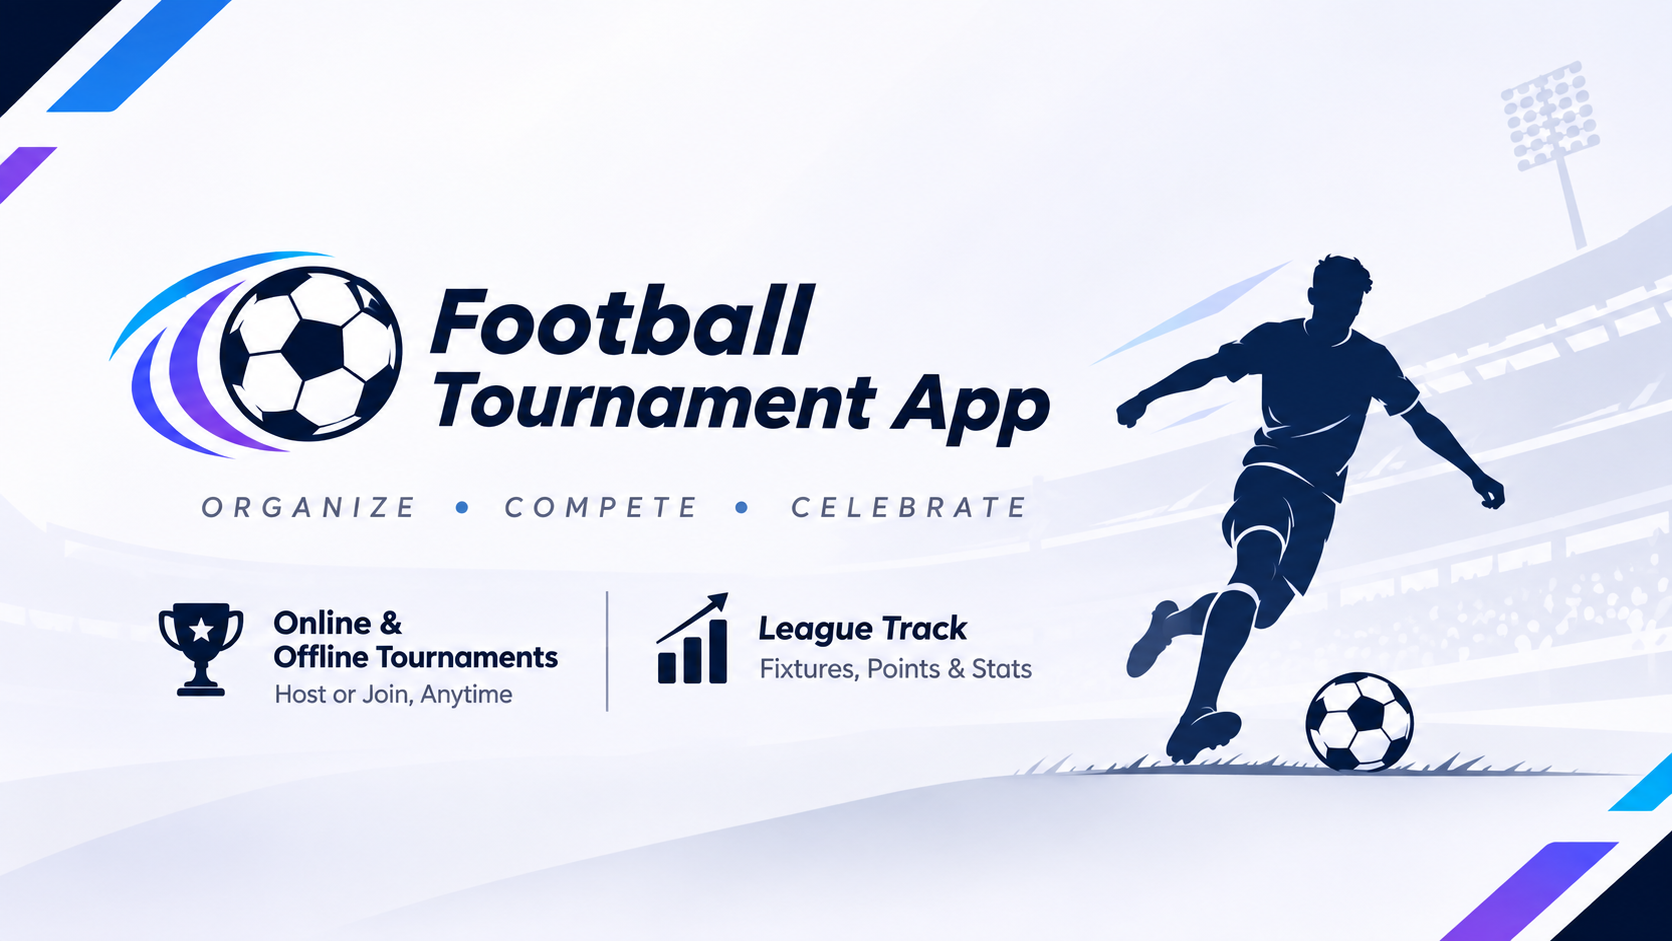 Football
Tournament App
ORGANIZE • COMPETE • CELEBRATE
Online &
Offline Tournaments
Host or Join, Anytime
League Track
Fixtures, Points & Stats